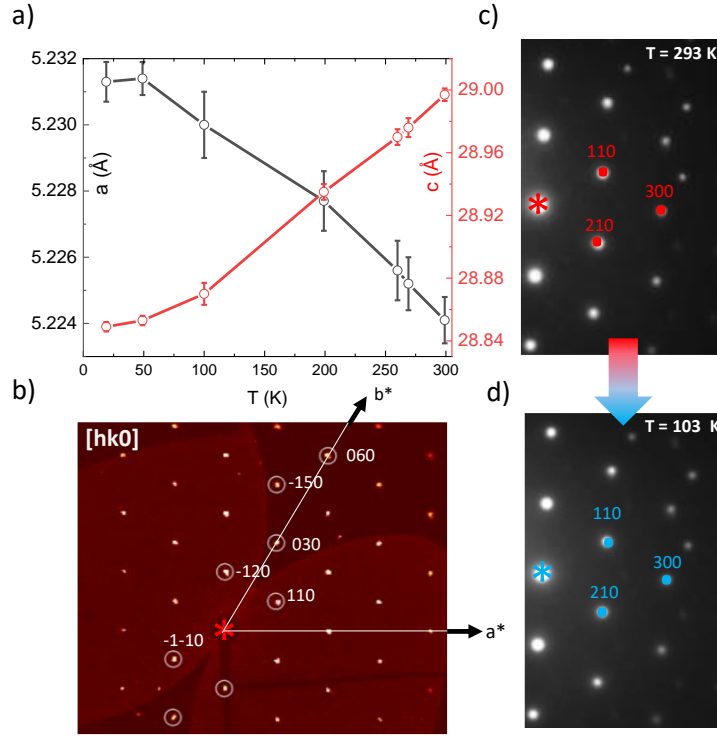 a)
5.232
5.230
5.228
5.226
5.224
a (Å)
0 50 100 150 200 250 300
T (K)
29.00
28.96
28.92
28.88
28.84
c (Å)
b)
[hk0]
b*
060
-150
030
-120
110
*
a*
-1-10
c)
T = 293 K
110
300
*
210
d)
T = 103 K
110
300
*
210